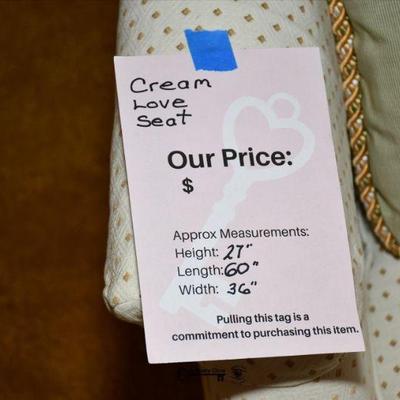 Cream
Love
Seat
Our Price:
$
Approx Measurements:
Height: 27"
Length: 60"
Width: 36"
Pulling this tag is a
commitment to purchasing this item.